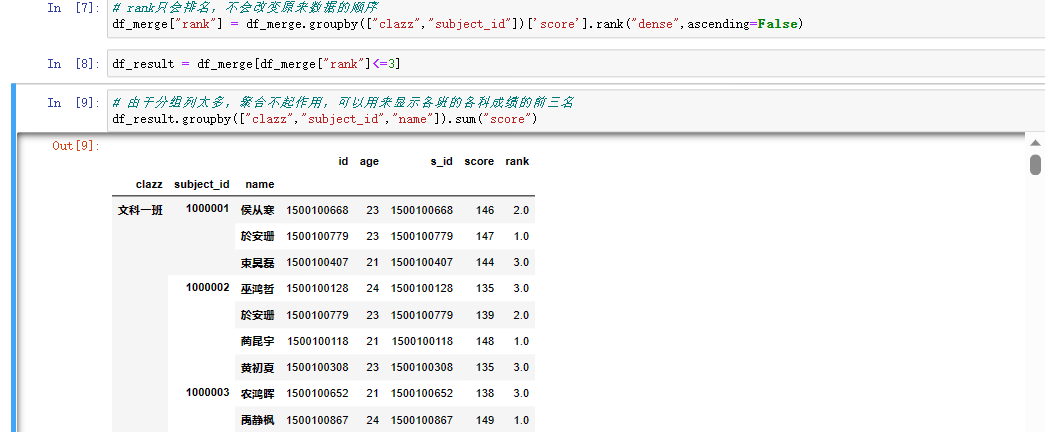 In [7]: # rank只会排名，不会改变原来数据的顺序
df_merge["rank"] = df_merge.groupby(["clazz","subject_id"])['score'].rank("dense",ascending=False)
In [8]: df_result = df_merge[df_merge["rank"]<=3]
In [9]: # 由于分组列太多，集合不起作用，可以用来显示各班的各科成绩的前三名
df_result.groupby(["clazz","subject_id","name"]).sum("score")
Out[9]:
id age s_id score rank
clazz subject_id name
文科一班 1000001 侯从寒 1500100668 23 1500100668 146 2.0
於安珊 1500100779 23 1500100779 147 1.0
束昊磊 1500100407 21 1500100407 144 3.0
1000002 巫鸿哲 1500100128 24 1500100128 135 3.0
於安珊 1500100779 23 1500100779 139 2.0
蔺昆宇 1500100118 21 1500100118 148 1.0
黄初夏 1500100308 23 1500100308 135 3.0
1000003 农鸿晖 1500100652 21 1500100652 138 3.0
禹静枫 1500100867 24 1500100867 149 1.0